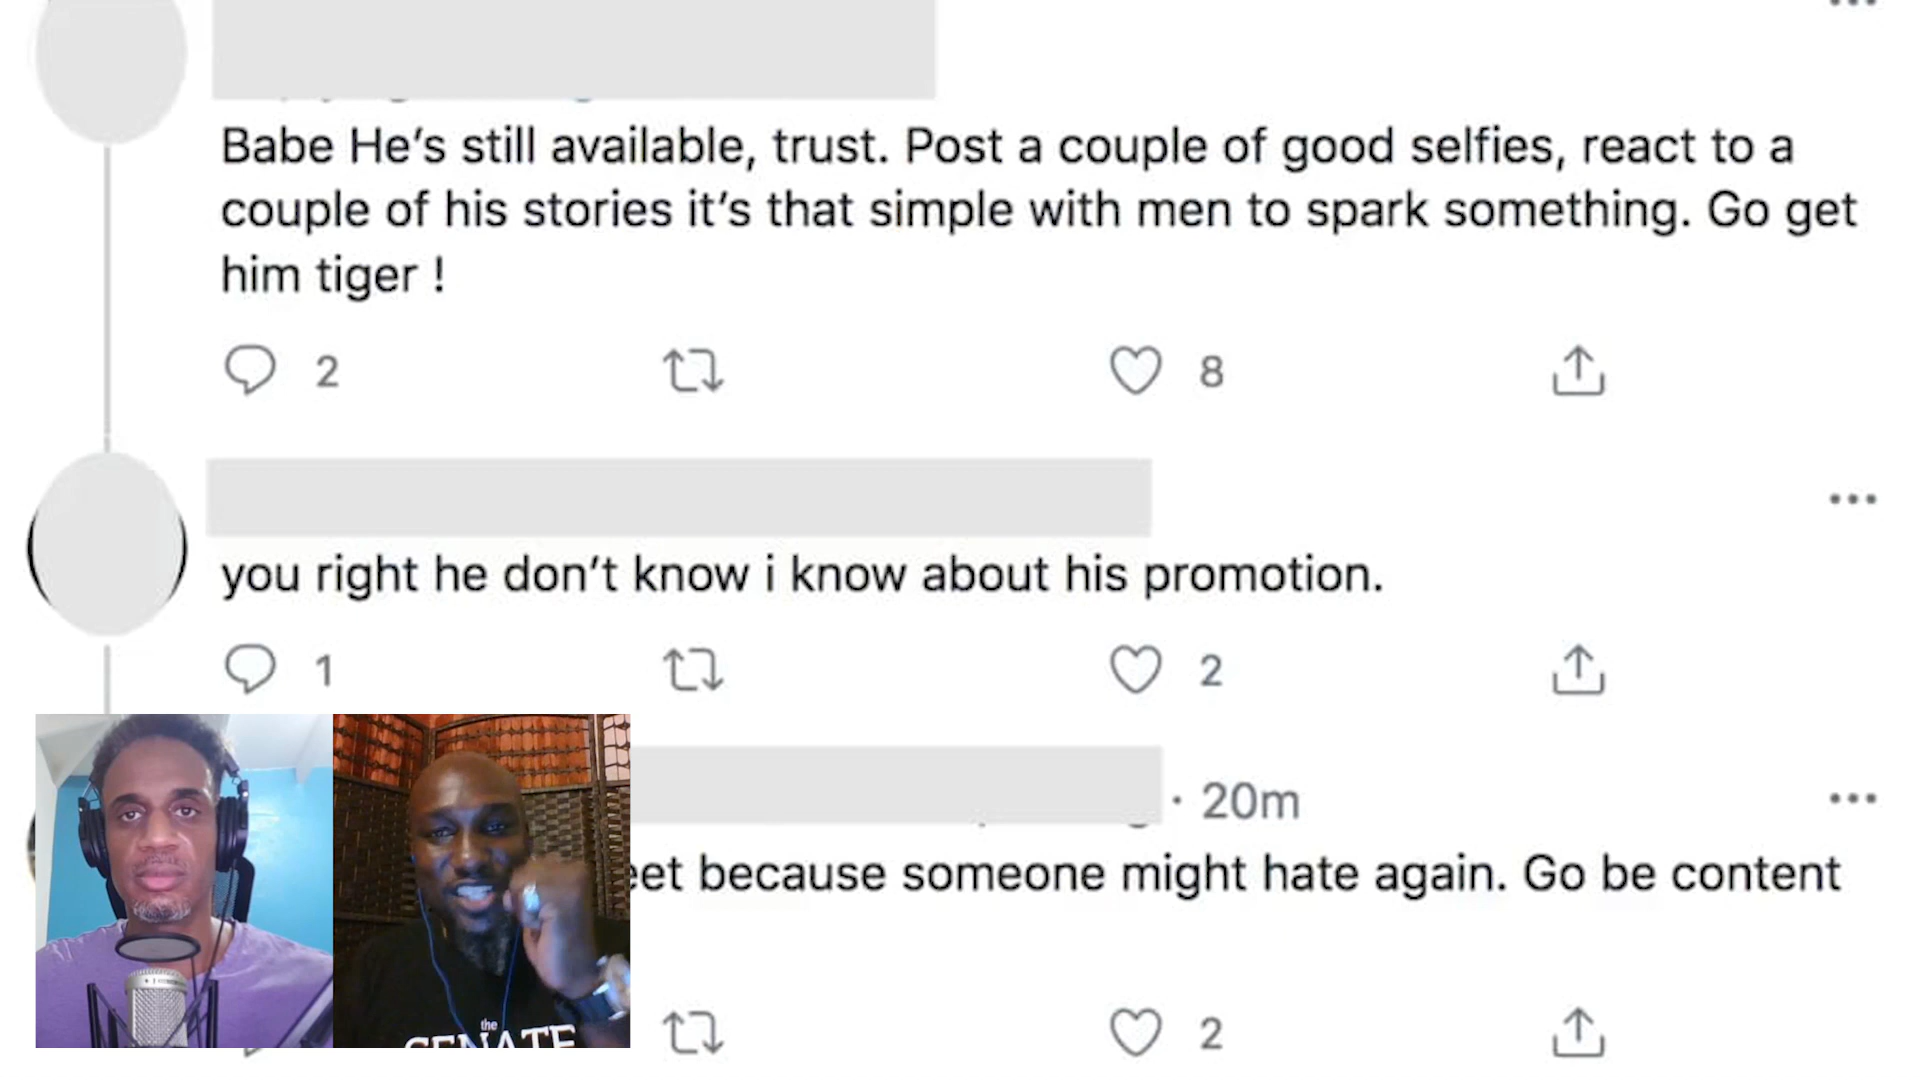 Babe He's still available, trust. Post a couple of good selfies, react to a
couple of his stories it's that simple with men to spark something. Go get
him tiger !
2
8
you right he don't know i know about his promotion.
1
2
· 20m
because someone might hate again. Go be content
2
the
SENATE